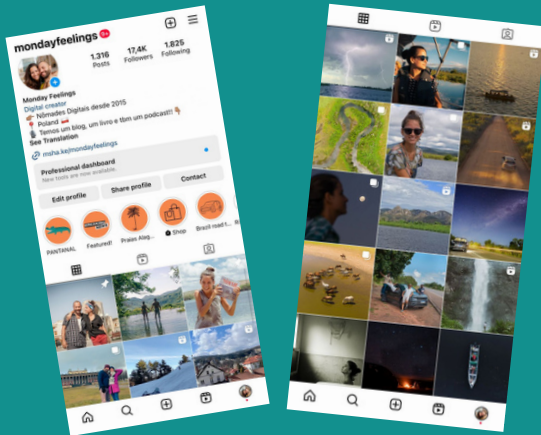 mondayfeelings 9+
1.316
Posts
17,4K
Followers
1.825
Following
Monday Feelings
Digital creator
Nômades Digitais desde 2015
Poland
Temos um blog, um livro e tbm um podcast!!
See Translation
msha.ke/mondayfeelings
Professional dashboard
New tools are now available.
Edit profile
Share profile
Contact
PANTANAL
Featured!
Praias Alag...
Shop
Brazil road t...